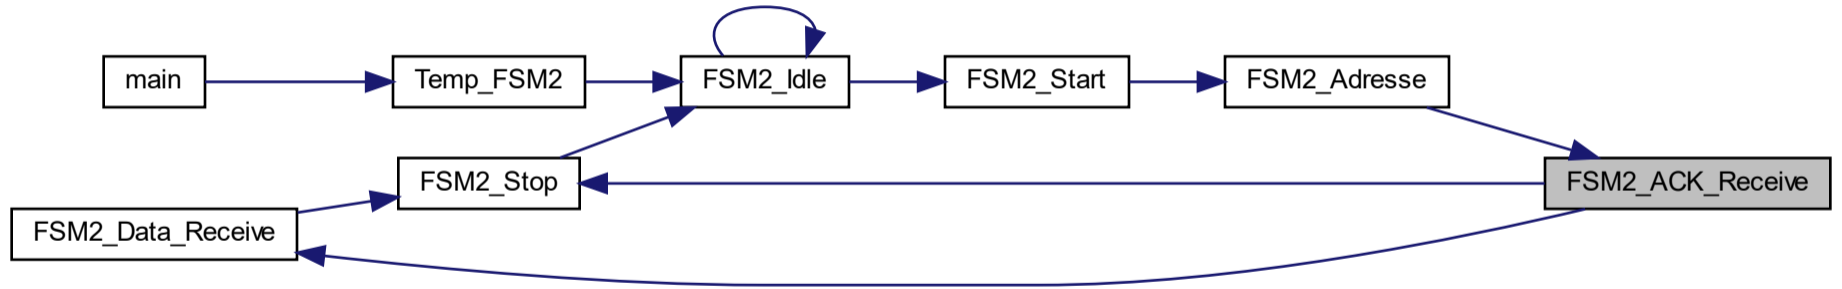 main
Temp_FSM2
FSM2_Idle
FSM2_Start
FSM2_Adresse
FSM2_Stop
FSM2_ACK_Receive
FSM2_Data_Receive